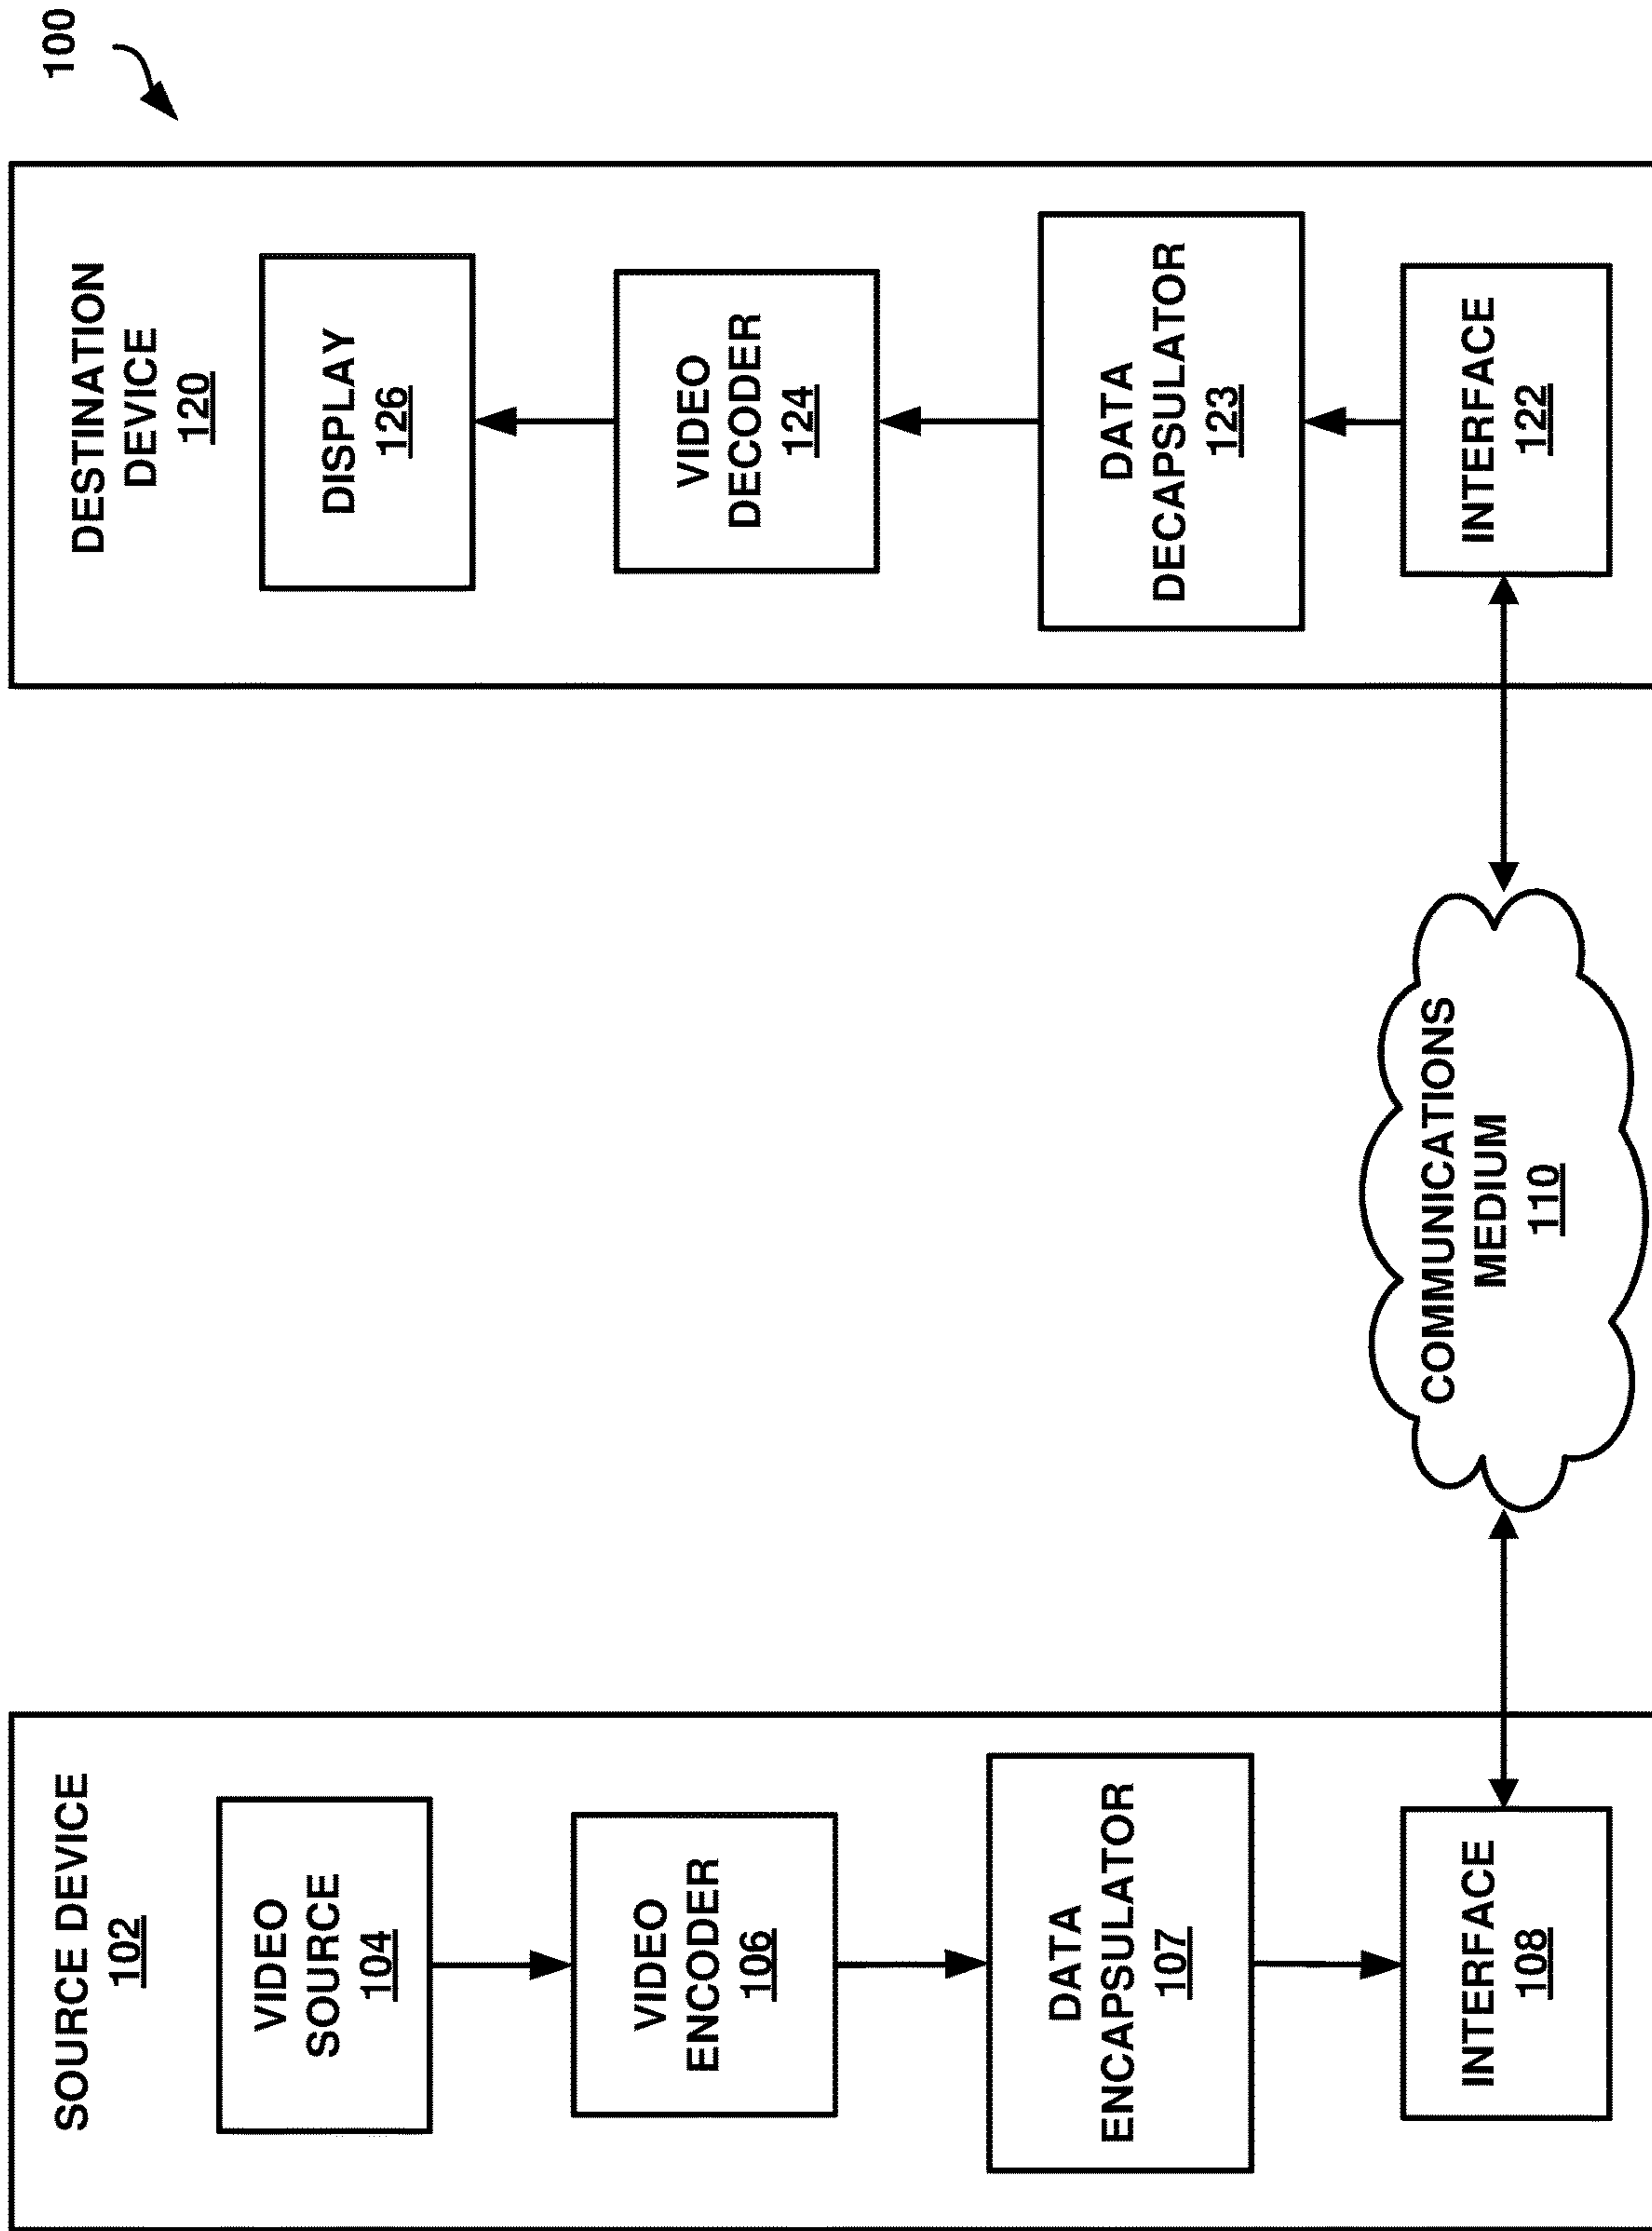 100
SOURCE DEVICE
102
VIDEO
SOURCE
104
VIDEO
ENCODER
106
DATA
ENCAPSULATOR
107
INTERFACE
108
COMMUNICATIONS
MEDIUM
110
DESTINATION
DEVICE
120
DISPLAY
126
VIDEO
DECODER
124
DATA
DECAPSULATOR
123
INTERFACE
122